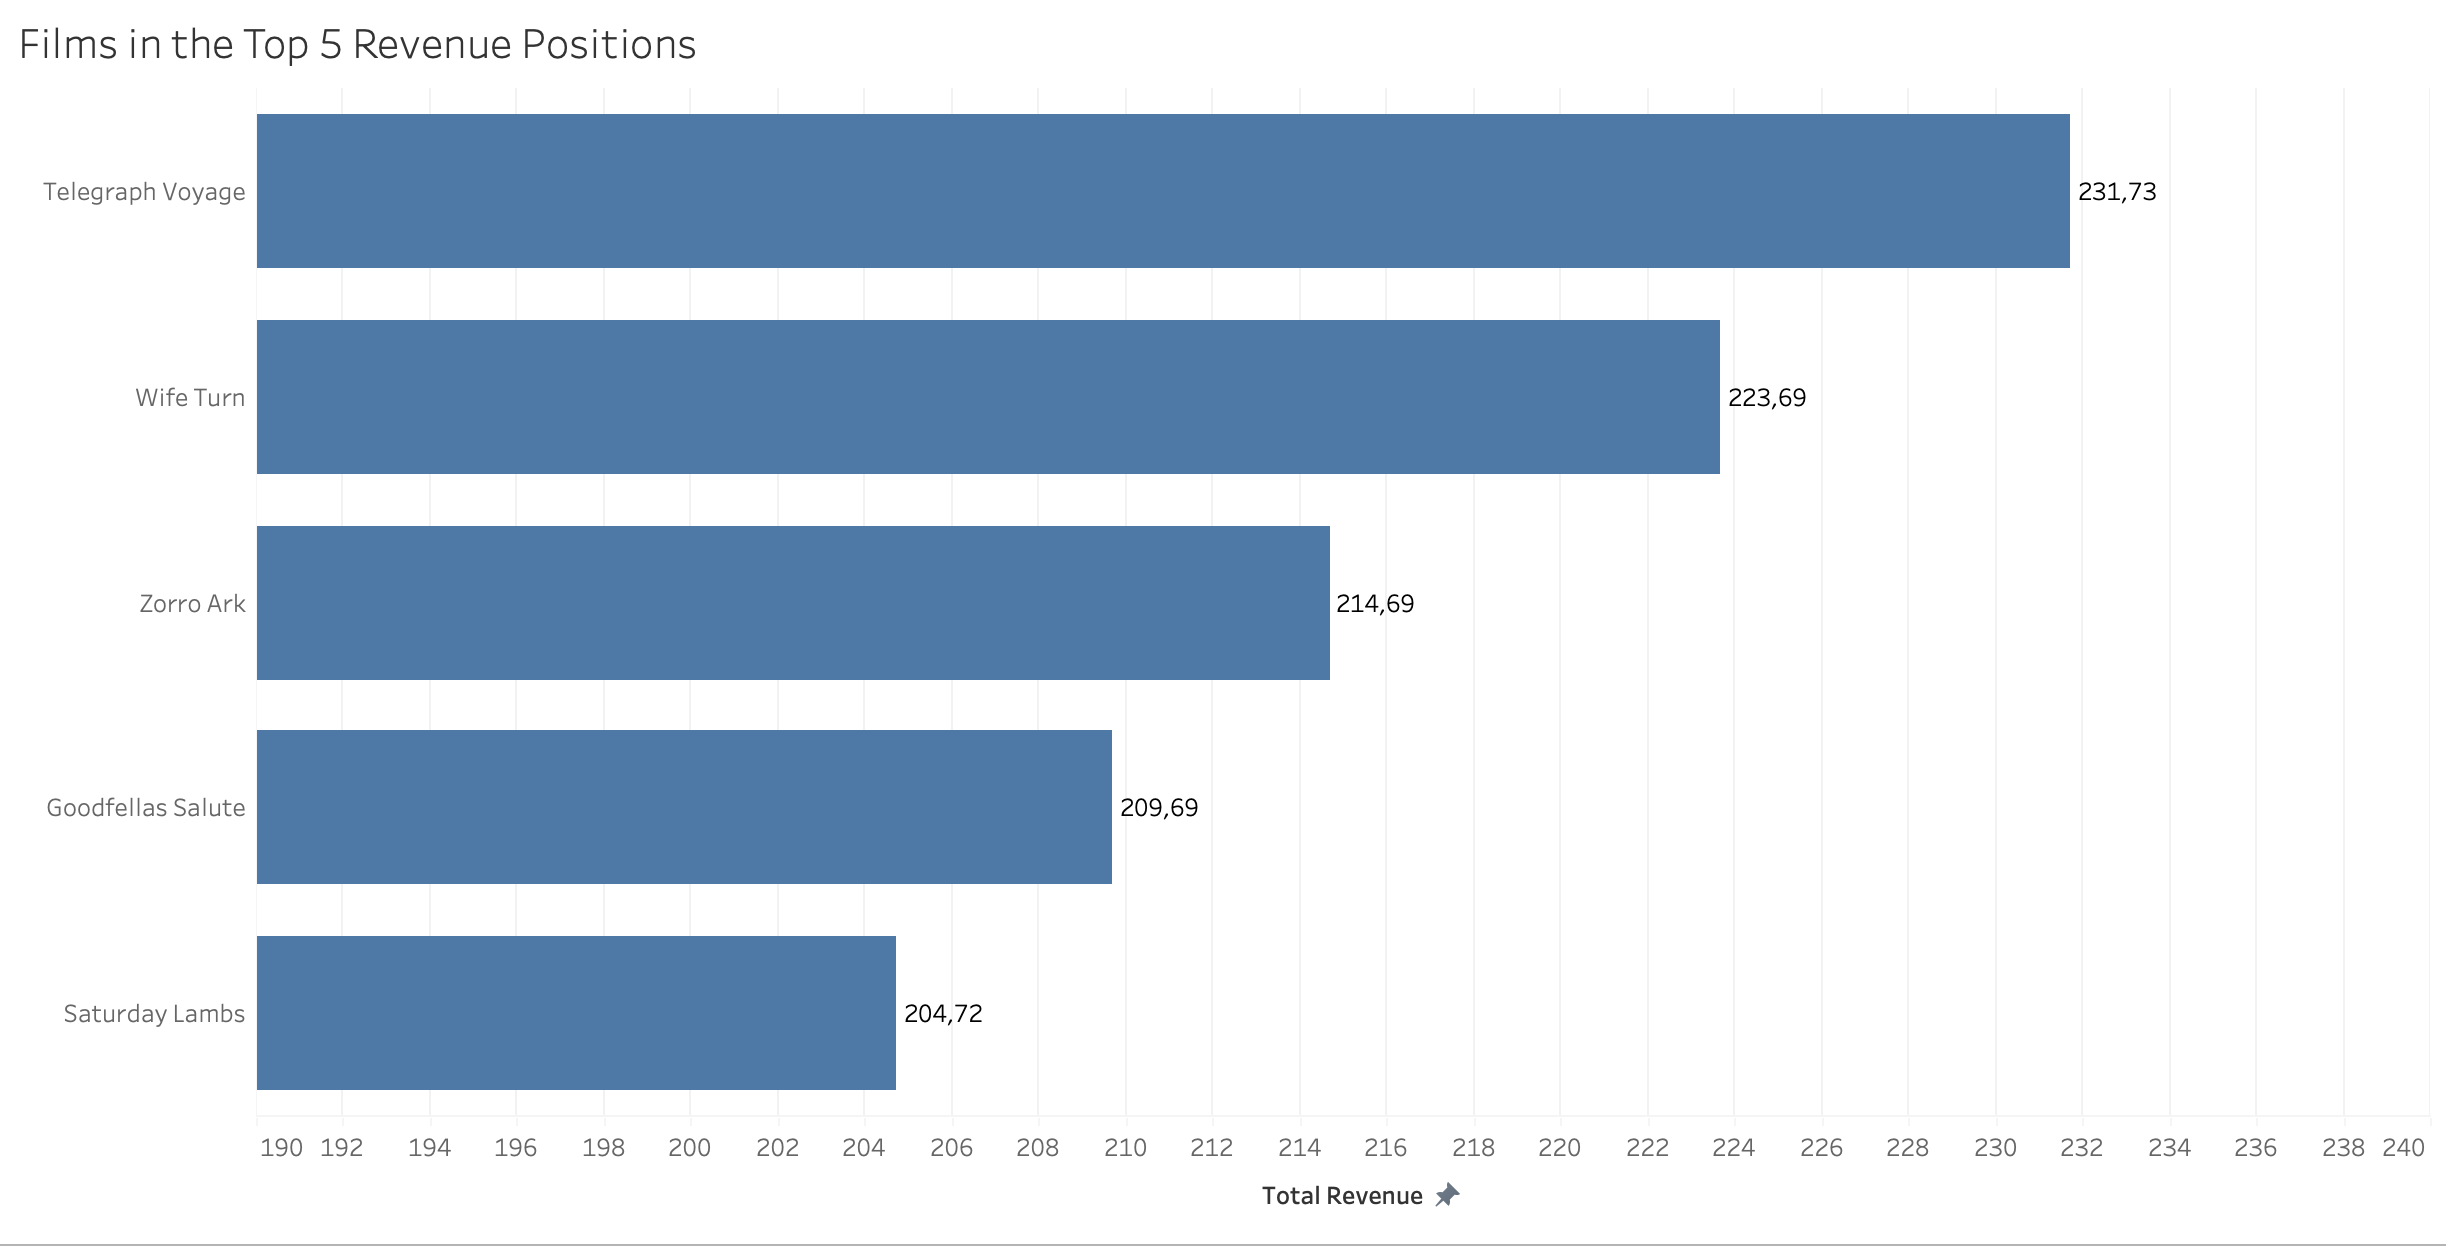 Films in the Top 5 Revenue Positions
Telegraph Voyage 231,73
Wife Turn 223,69
Zorro Ark 214,69
Goodfellas Salute 209,69
Saturday Lambs 204,72
190 192 194 196 198 200 202 204 206 208 210 212 214 216 218 220 222 224 226 228 230 232 234 236 238 240
Total Revenue